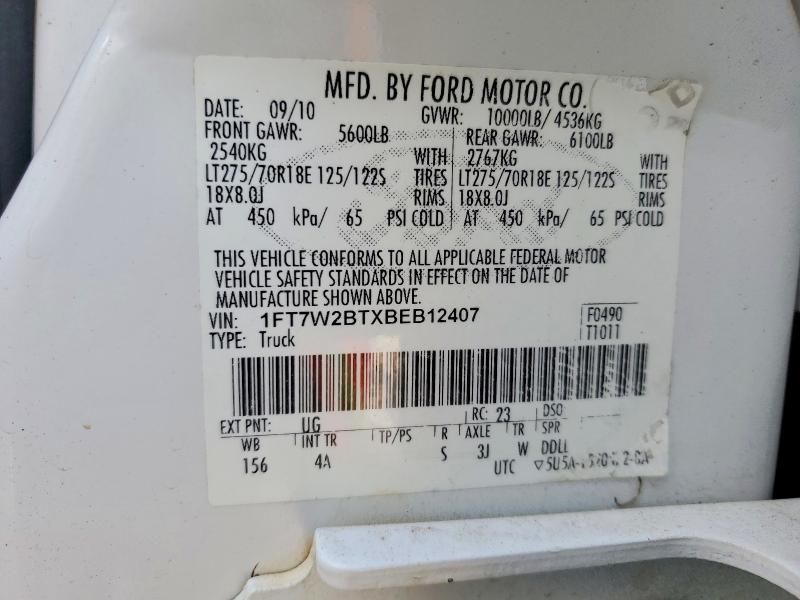 MFD. BY FORD MOTOR CO.
DATE: 09/10 GVWR: 10000LB/ 4536KG
FRONT GAWR: 5600LB REAR GAWR: 6100LB
2540KG WITH 2767KG WITH
LT275/70R18E 125/122S TIRES LT275/70R18E 125/122S TIRES
18X8.0J RIMS 18X8.0J RIMS
AT 450 kPa/ 65 PSI COLD AT 450 kPa/ 65 PSI COLD
THIS VEHICLE CONFORMS TO ALL APPLICABLE FEDERAL MOTOR
VEHICLE SAFETY STANDARDS IN EFFECT ON THE DATE OF
MANUFACTURE SHOWN ABOVE.
VIN: 1FT7W2BTXBEB12407 F0490
TYPE: Truck T1011
EXT PNT: UG RC: 23 DSO
WB INT TR TP/PS R AXLE TR SPR
156 4A S 3J W DDLL
UTC